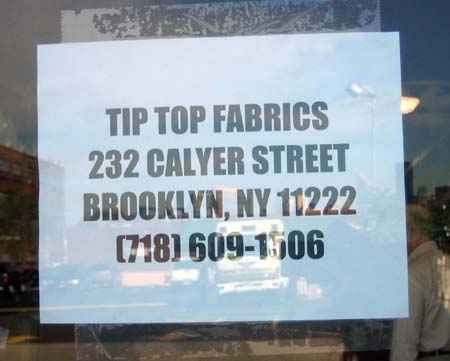 TIP TOP FABRICS
232 CALYER STREET
BROOKLYN, NY 11222
(718) 609-1506